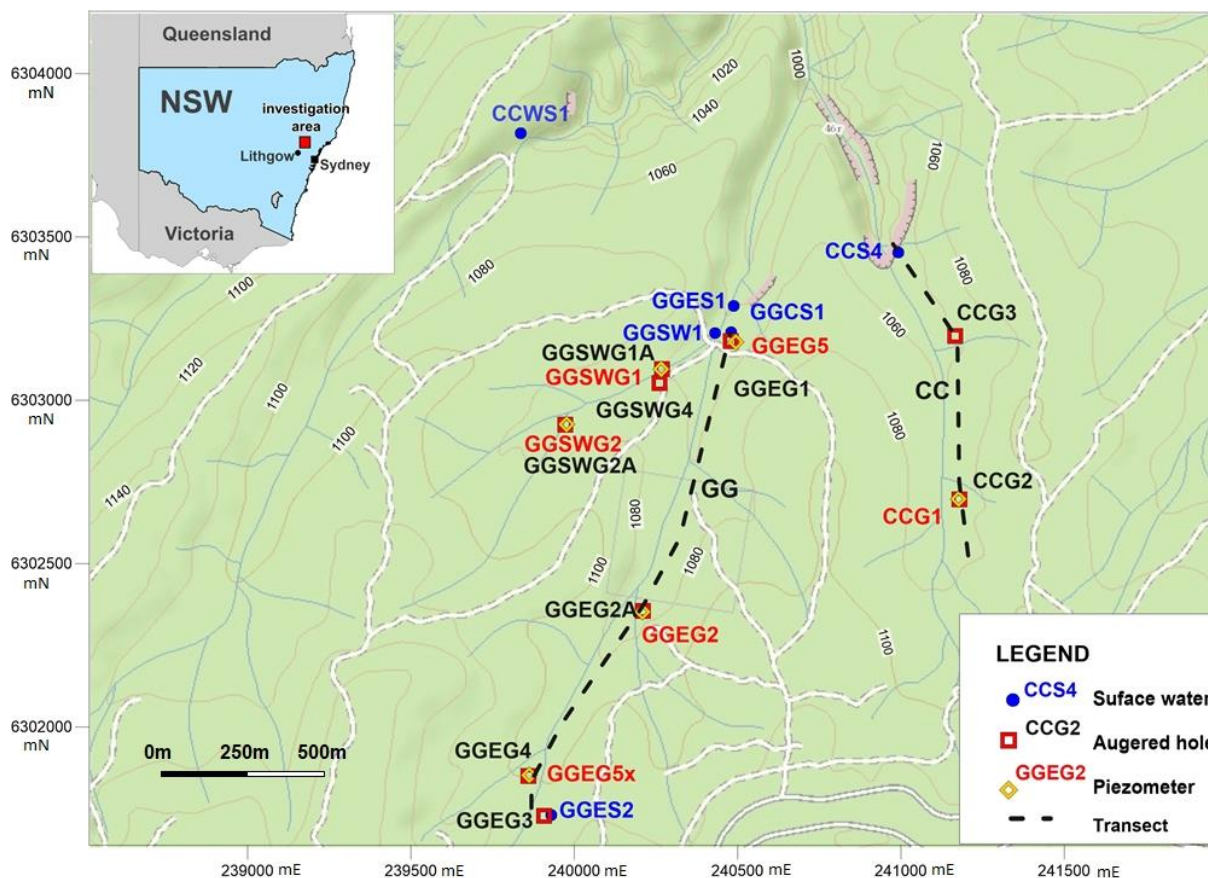 Queensland
NSW
investigation
area
Lithgow
Sydney
Victoria
6304000
mN
6303500
mN
6303000
mN
6302500
mN
6302000
mN
CCWS1
1000
1020
1040
1060
1060
1080
1100
1120
1100
1100
1140
1080
1060
1080
1080
1080
1100
1100
CCS4
GGES1
GGCS1
GGSW1
GGEG5
GGSWG1A
GGSWG1
GGEG1
GGSWG4
GGSWG2
GGSWG2A
CCG3
CC
CCG2
CCG1
GG
GGEG2A
GGEG2
GGEG4
GGEG5x
GGEG3
GGES2
0m 250m 500m
LEGEND
CCS4 Suface water
CCG2 Augered hol
GGEG2 Piezometer
Transect
239000 mE
239500 mE
240000 mE
240500 mE
241000 mE
241500 mE